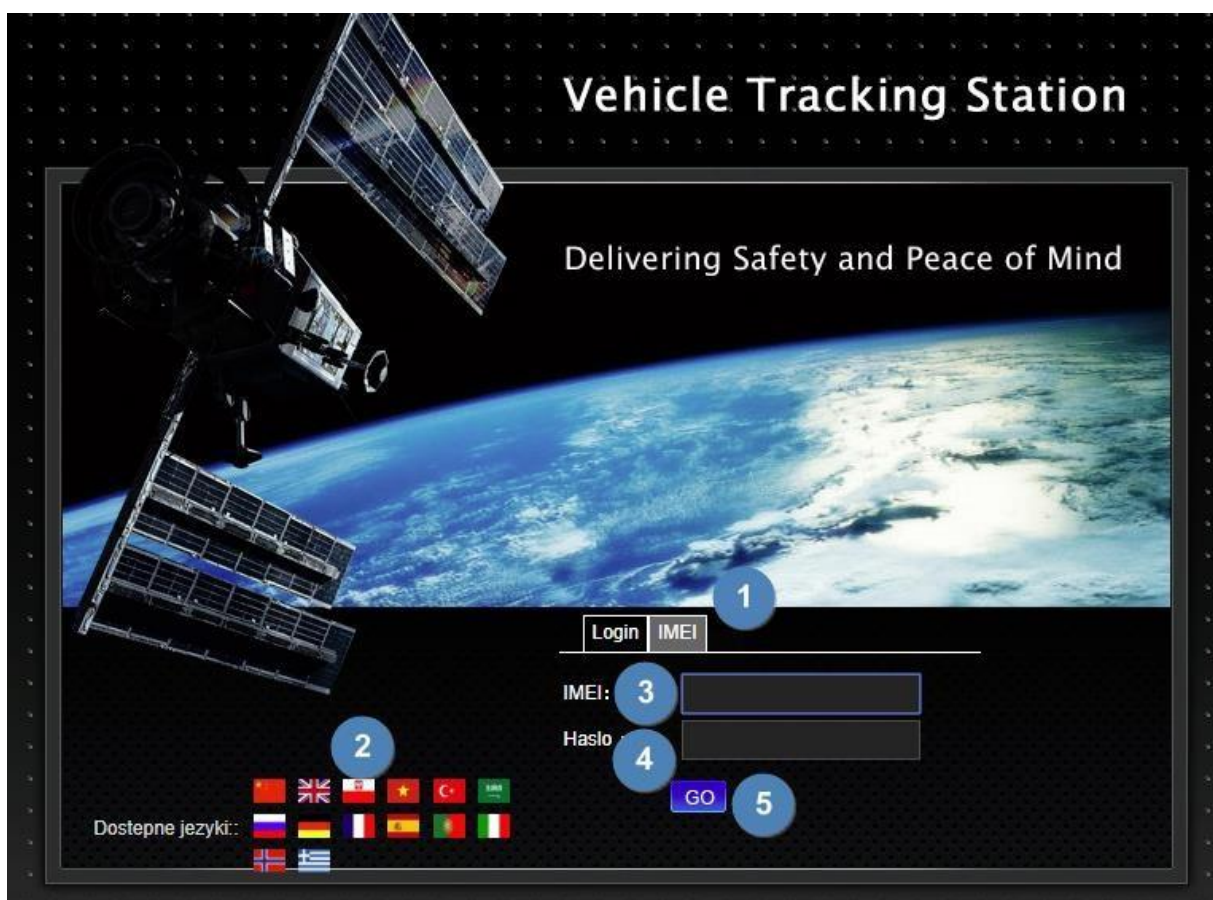 Vehicle Tracking Station
Delivering Safety and Peace of Mind
1
Login IMEI
IMEI: 3
Haslo : 4
2
GO 5
Dostepne jezyki::